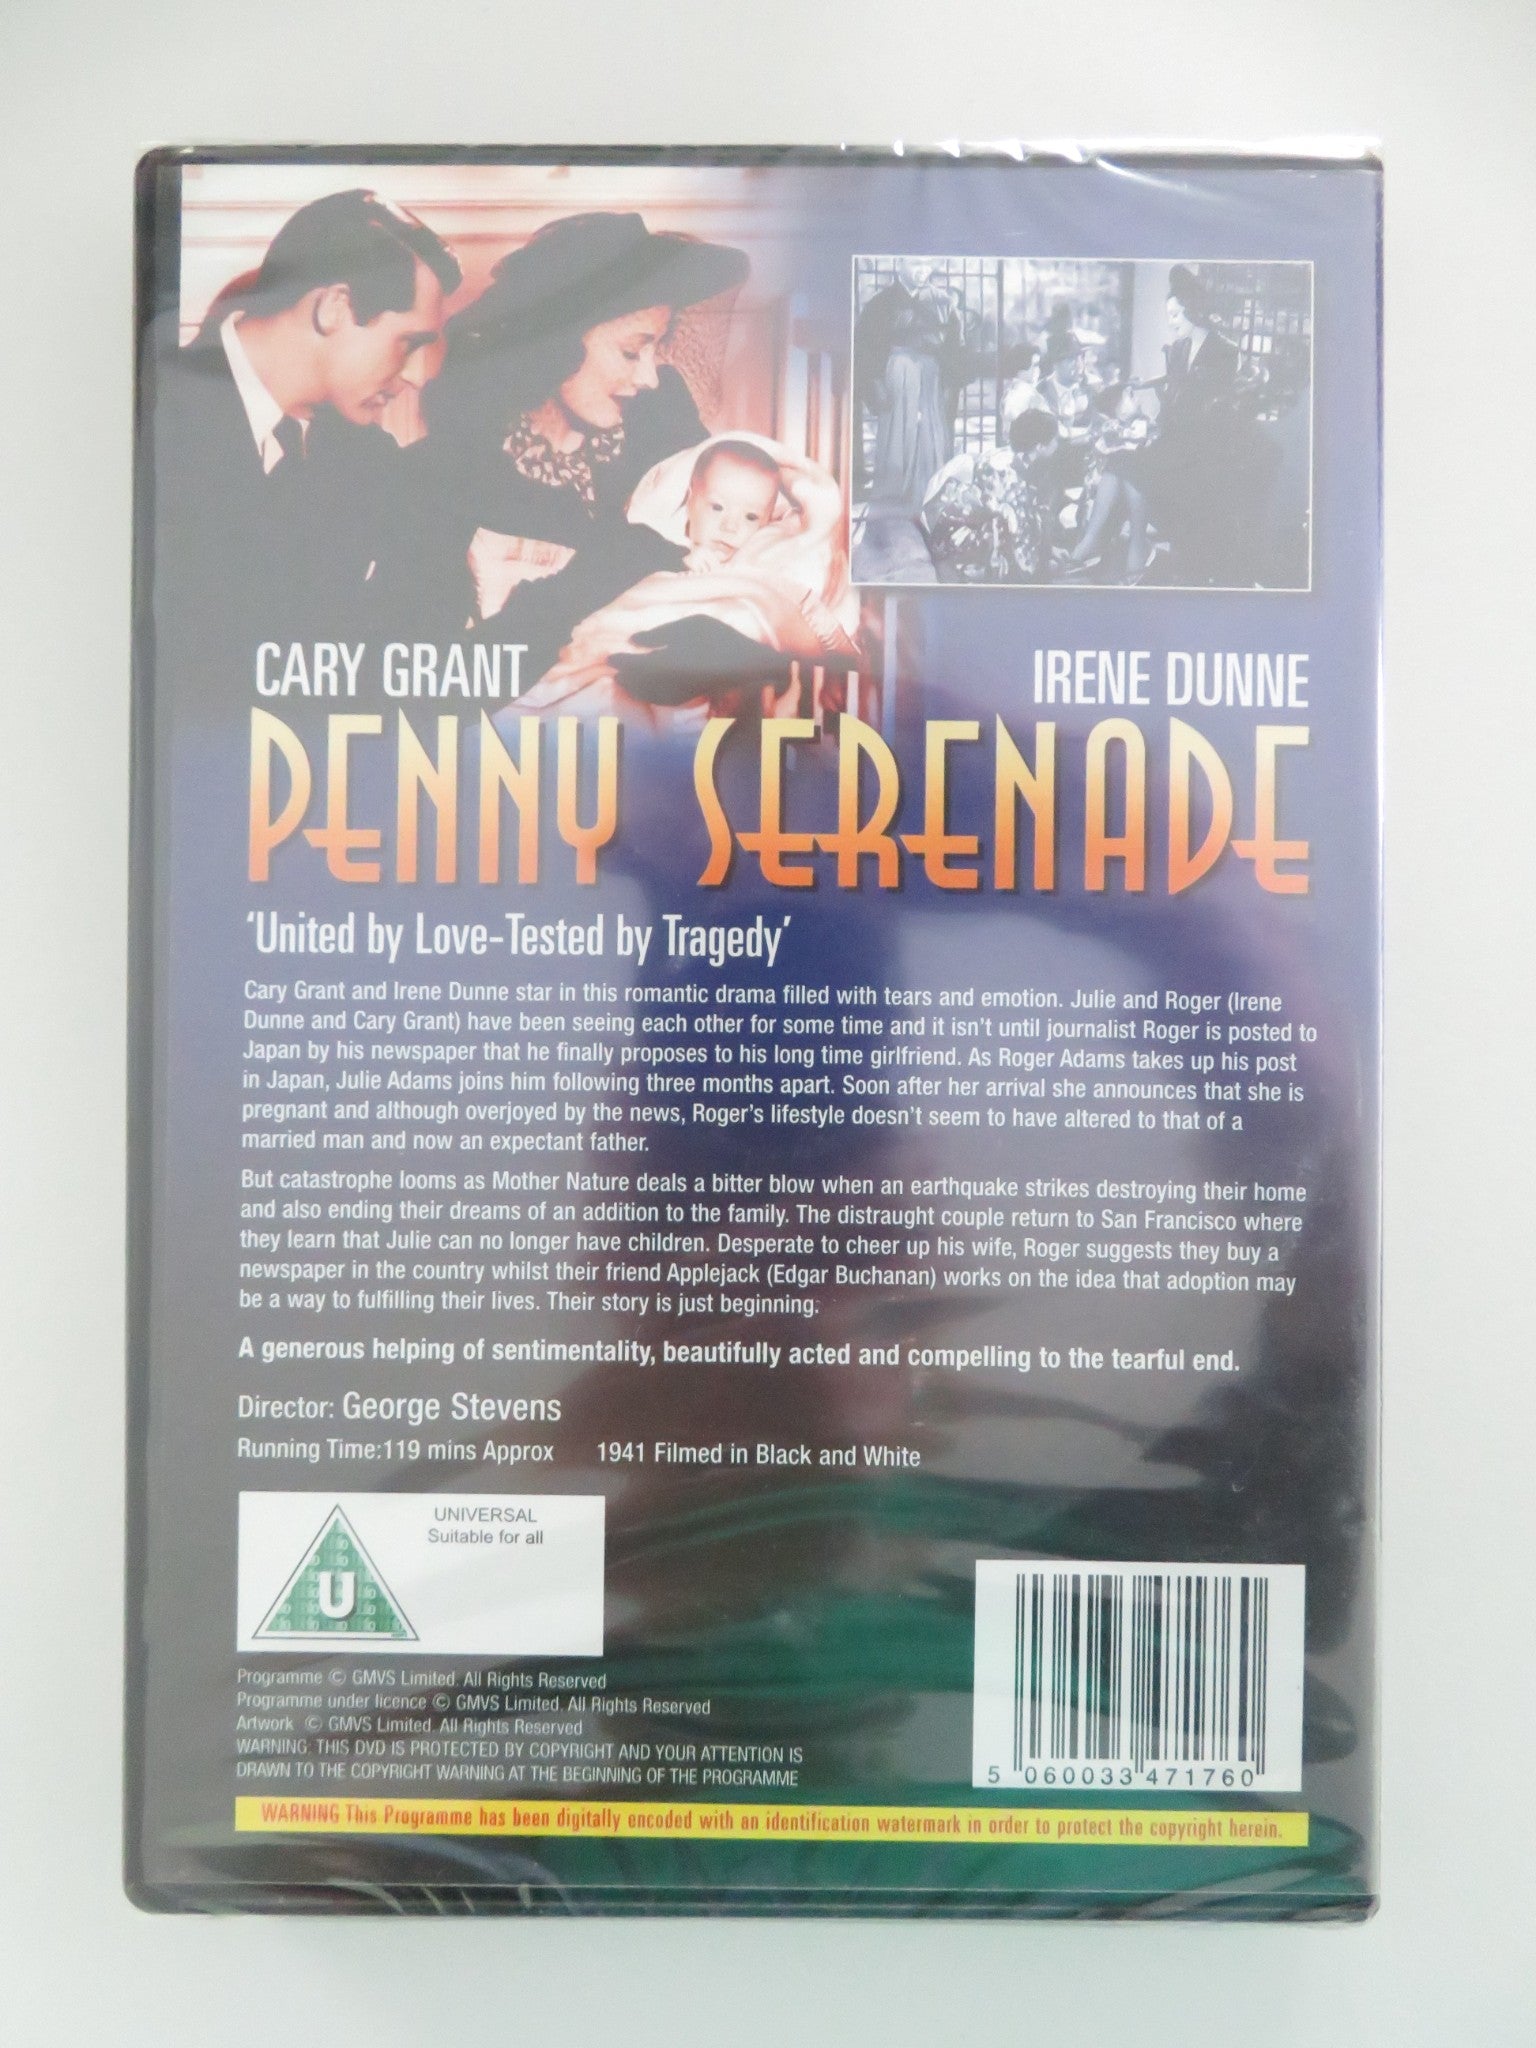 CARY GRANT IRENE DUNNE
PENNY SERENADE
‘United by Love-Tested by Tragedy’
Cary Grant and Irene Dunne star in this romantic drama filled with tears and emotion. Julie and Roger (Irene
Dunne and Cary Grant) have been seeing each other for some time and it isn't until journalist Roger is posted to
Japan by his newspaper that he finally proposes to his long time girlfriend. As Roger Adams takes up his post
in Japan, Julie Adams joins him following three months apart. Soon after her arrival she announces that she is
pregnant and although overjoyed by the news, Roger's lifestyle doesn't seem to have altered to that of a
married man and now an expectant father.
But catastrophe looms as Mother Nature deals a bitter blow when an earthquake strikes destroying their home
and also ending their dreams of an addition to the family. The distraught couple return to San Francisco where
they learn that Julie can no longer have children. Desperate to cheer up his wife, Roger suggests they buy a
newspaper in the country whilst their friend Applejack (Edgar Buchanan) works on the idea that adoption may
be a way to fulfilling their lives. Their story is just beginning.
A generous helping of sentimentality, beautifully acted and compelling to the tearful end.
Director: George Stevens
Running Time:119 mins Approx 1941 Filmed in Black and White
UNIVERSAL
Suitable for all
U
Programme © GMVS Limited. All Rights Reserved
Programme under licence © GMVS Limited. All Rights Reserved
Artwork © GMVS Limited. All Rights Reserved
WARNING: THIS DVD IS PROTECTED BY COPYRIGHT AND YOUR ATTENTION IS
DRAWN TO THE COPYRIGHT WARNING AT THE BEGINNING OF THE PROGRAMME
5 060033 471760
WARNING This Programme has been digitally encoded with an identification watermark in order to protect the copyright herein.